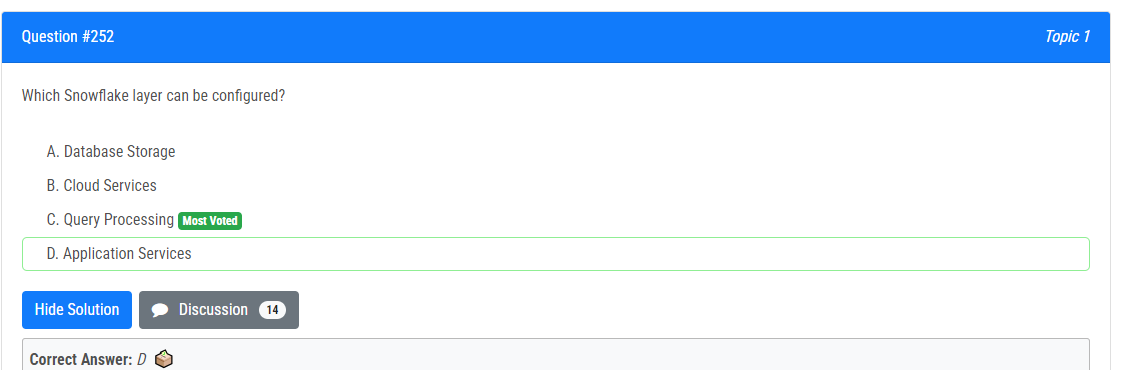 Question #252 Topic 1
Which Snowflake layer can be configured?
A. Database Storage
B. Cloud Services
C. Query Processing Most Voted
D. Application Services
Hide Solution Discussion 14
Correct Answer: D